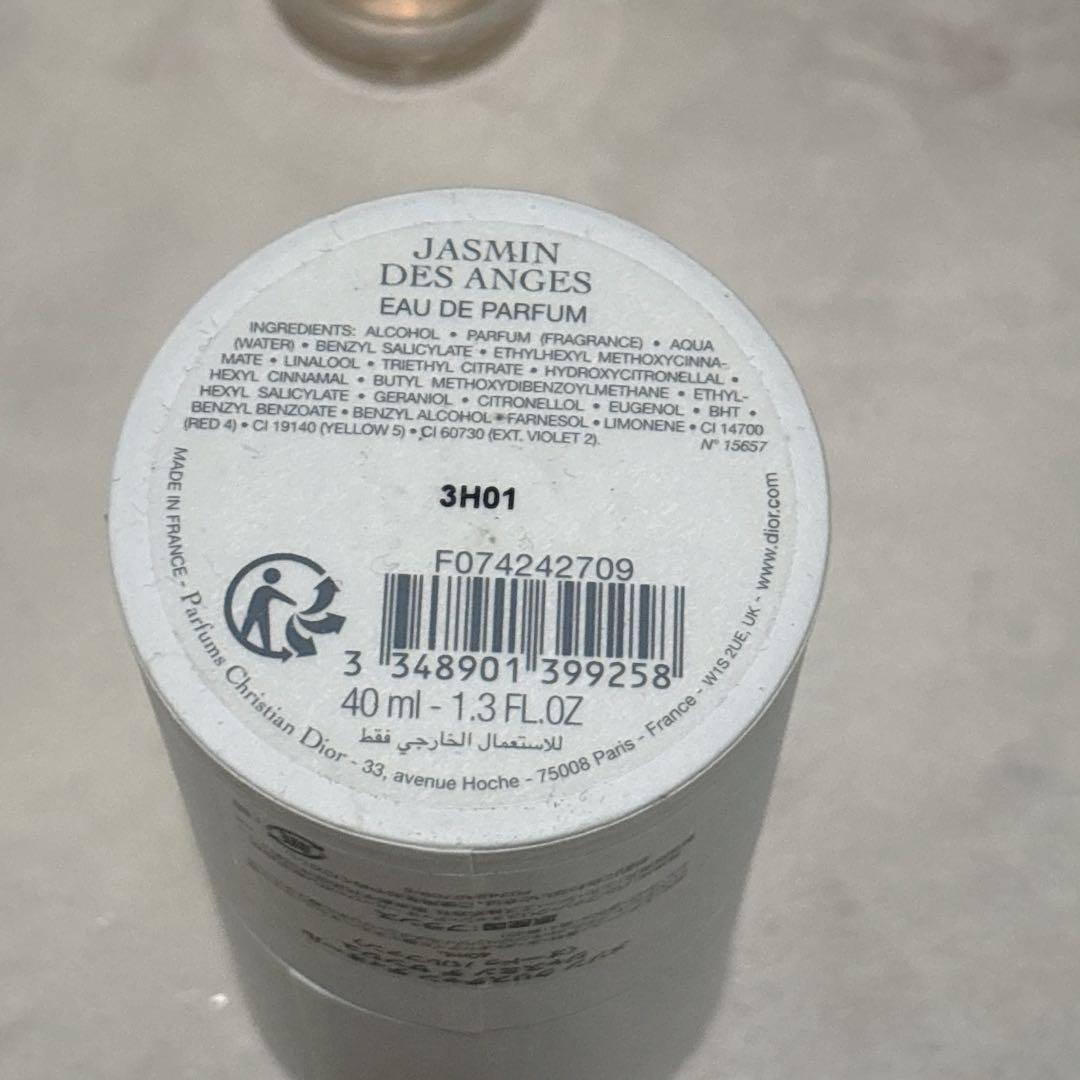 JASMIN
DES ANGES
EAU DE PARFUM
INGREDIENTS: ALCOHOL • PARFUM (FRAGRANCE) • AQUA
(WATER) • BENZYL SALICYLATE • ETHYLHEXYL METHOXYCINNA-
MATE • LINALOOL • TRIETHYL CITRATE • HYDROXYCITRONELLAL •
HEXYL CINNAMAL • BUTYL METHOXYDIBENZOYLMETHANE • ETHYL-
HEXYL SALICYLATE • GERANIOL • CITRONELLOL • EUGENOL • BHT •
BENZYL BENZOATE • BENZYL ALCOHOL • FARNESOL • LIMONENE • CI 14700
(RED 4) • CI 19140 (YELLOW 5) • CI 60730 (EXT. VIOLET 2).
N° 15657
3H01
F074242709
3 348901 399258
40 ml - 1.3 FL.OZ
للاستعمال الخارجي فقط
MADE IN FRANCE - Parfums Christian Dior - 33, avenue Hoche - 75008 Paris - France - W1S 2UE, UK - www.dior.com